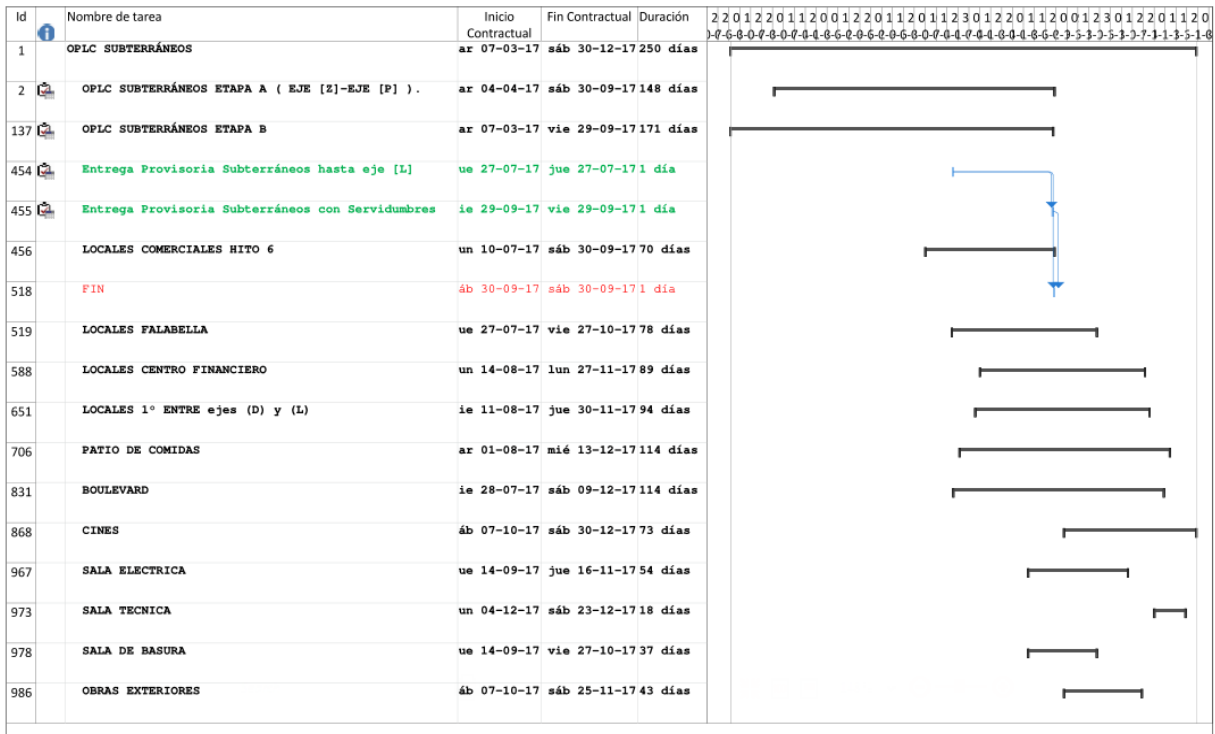 Id Nombre de tarea Inicio Contractual Fin Contractual Duración
1 OPLC SUBTERRÁNEOS ar 07-03-17 sáb 30-12-17 250 días
2 OPLC SUBTERRÁNEOS ETAPA A ( EJE [Z]-EJE [P] ). ar 04-04-17 sáb 30-09-17 148 días
137 OPLC SUBTERRÁNEOS ETAPA B ar 07-03-17 vie 29-09-17 171 días
454 Entrega Provisoria Subterráneos hasta eje [L] ue 27-07-17 jue 27-07-17 1 día
455 Entrega Provisoria Subterráneos con Servidumbres ie 29-09-17 vie 29-09-17 1 día
456 LOCALES COMERCIALES HITO 6 un 10-07-17 sáb 30-09-17 70 días
518 FIN áb 30-09-17 sáb 30-09-17 1 día
519 LOCALES FALABELLA ue 27-07-17 vie 27-10-17 78 días
588 LOCALES CENTRO FINANCIERO un 14-08-17 lun 27-11-17 89 días
651 LOCALES 1º ENTRE ejes (D) y (L) ie 11-08-17 jue 30-11-17 94 días
706 PATIO DE COMIDAS ar 01-08-17 mié 13-12-17 114 días
831 BOULEVARD ie 28-07-17 sáb 09-12-17 114 días
868 CINES áb 07-10-17 sáb 30-12-17 73 días
967 SALA ELECTRICA ue 14-09-17 jue 16-11-17 54 días
973 SALA TECNICA un 04-12-17 sáb 23-12-17 18 días
978 SALA DE BASURA ue 14-09-17 vie 27-10-17 37 días
986 OBRAS EXTERIORES áb 07-10-17 sáb 25-11-17 43 días